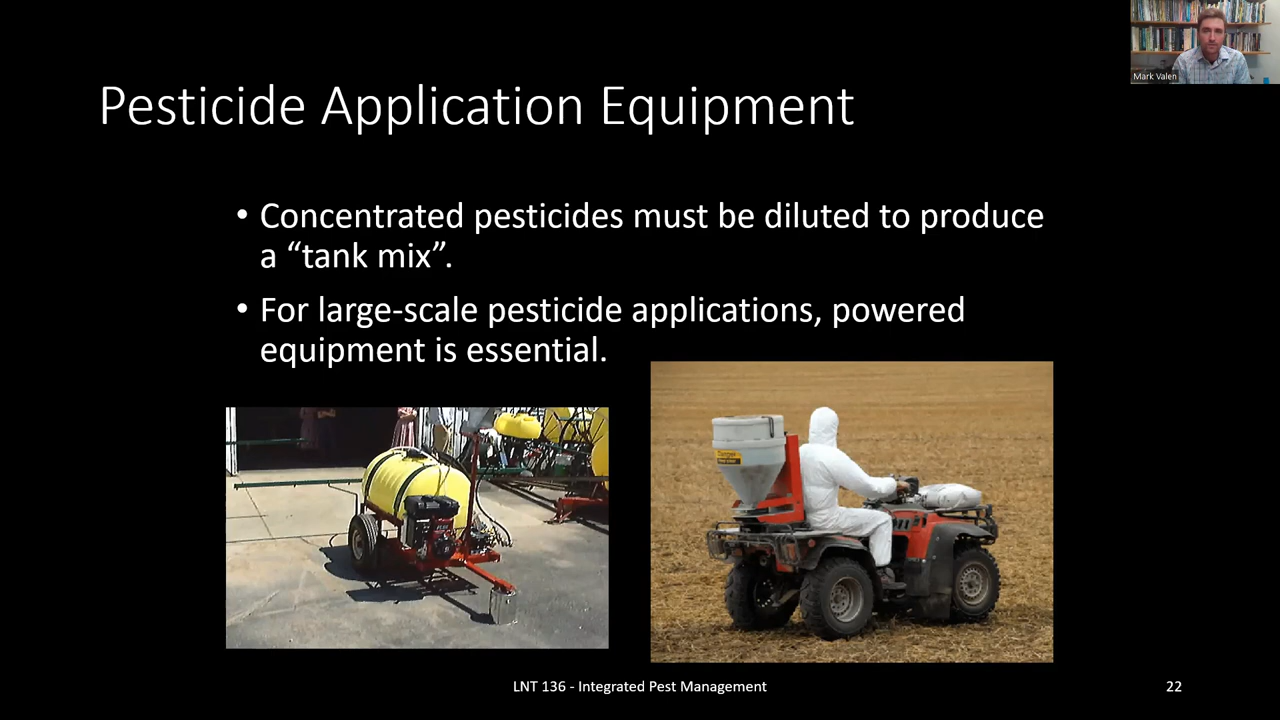 Mark Valen
Pesticide Application Equipment
• Concentrated pesticides must be diluted to produce
a “tank mix”.
• For large-scale pesticide applications, powered
equipment is essential.
LNT 136 - Integrated Pest Management
22